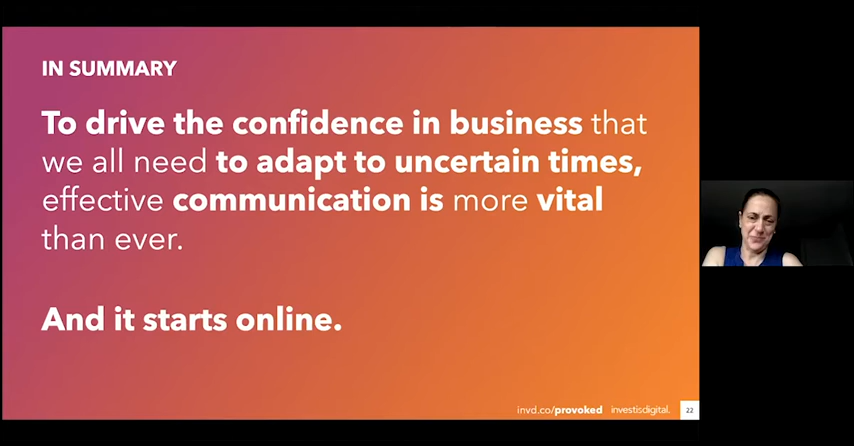 IN SUMMARY
To drive the confidence in business that
we all need to adapt to uncertain times,
effective communication is more vital
than ever.
And it starts online.
invd.co/provoked investisdigital. 22